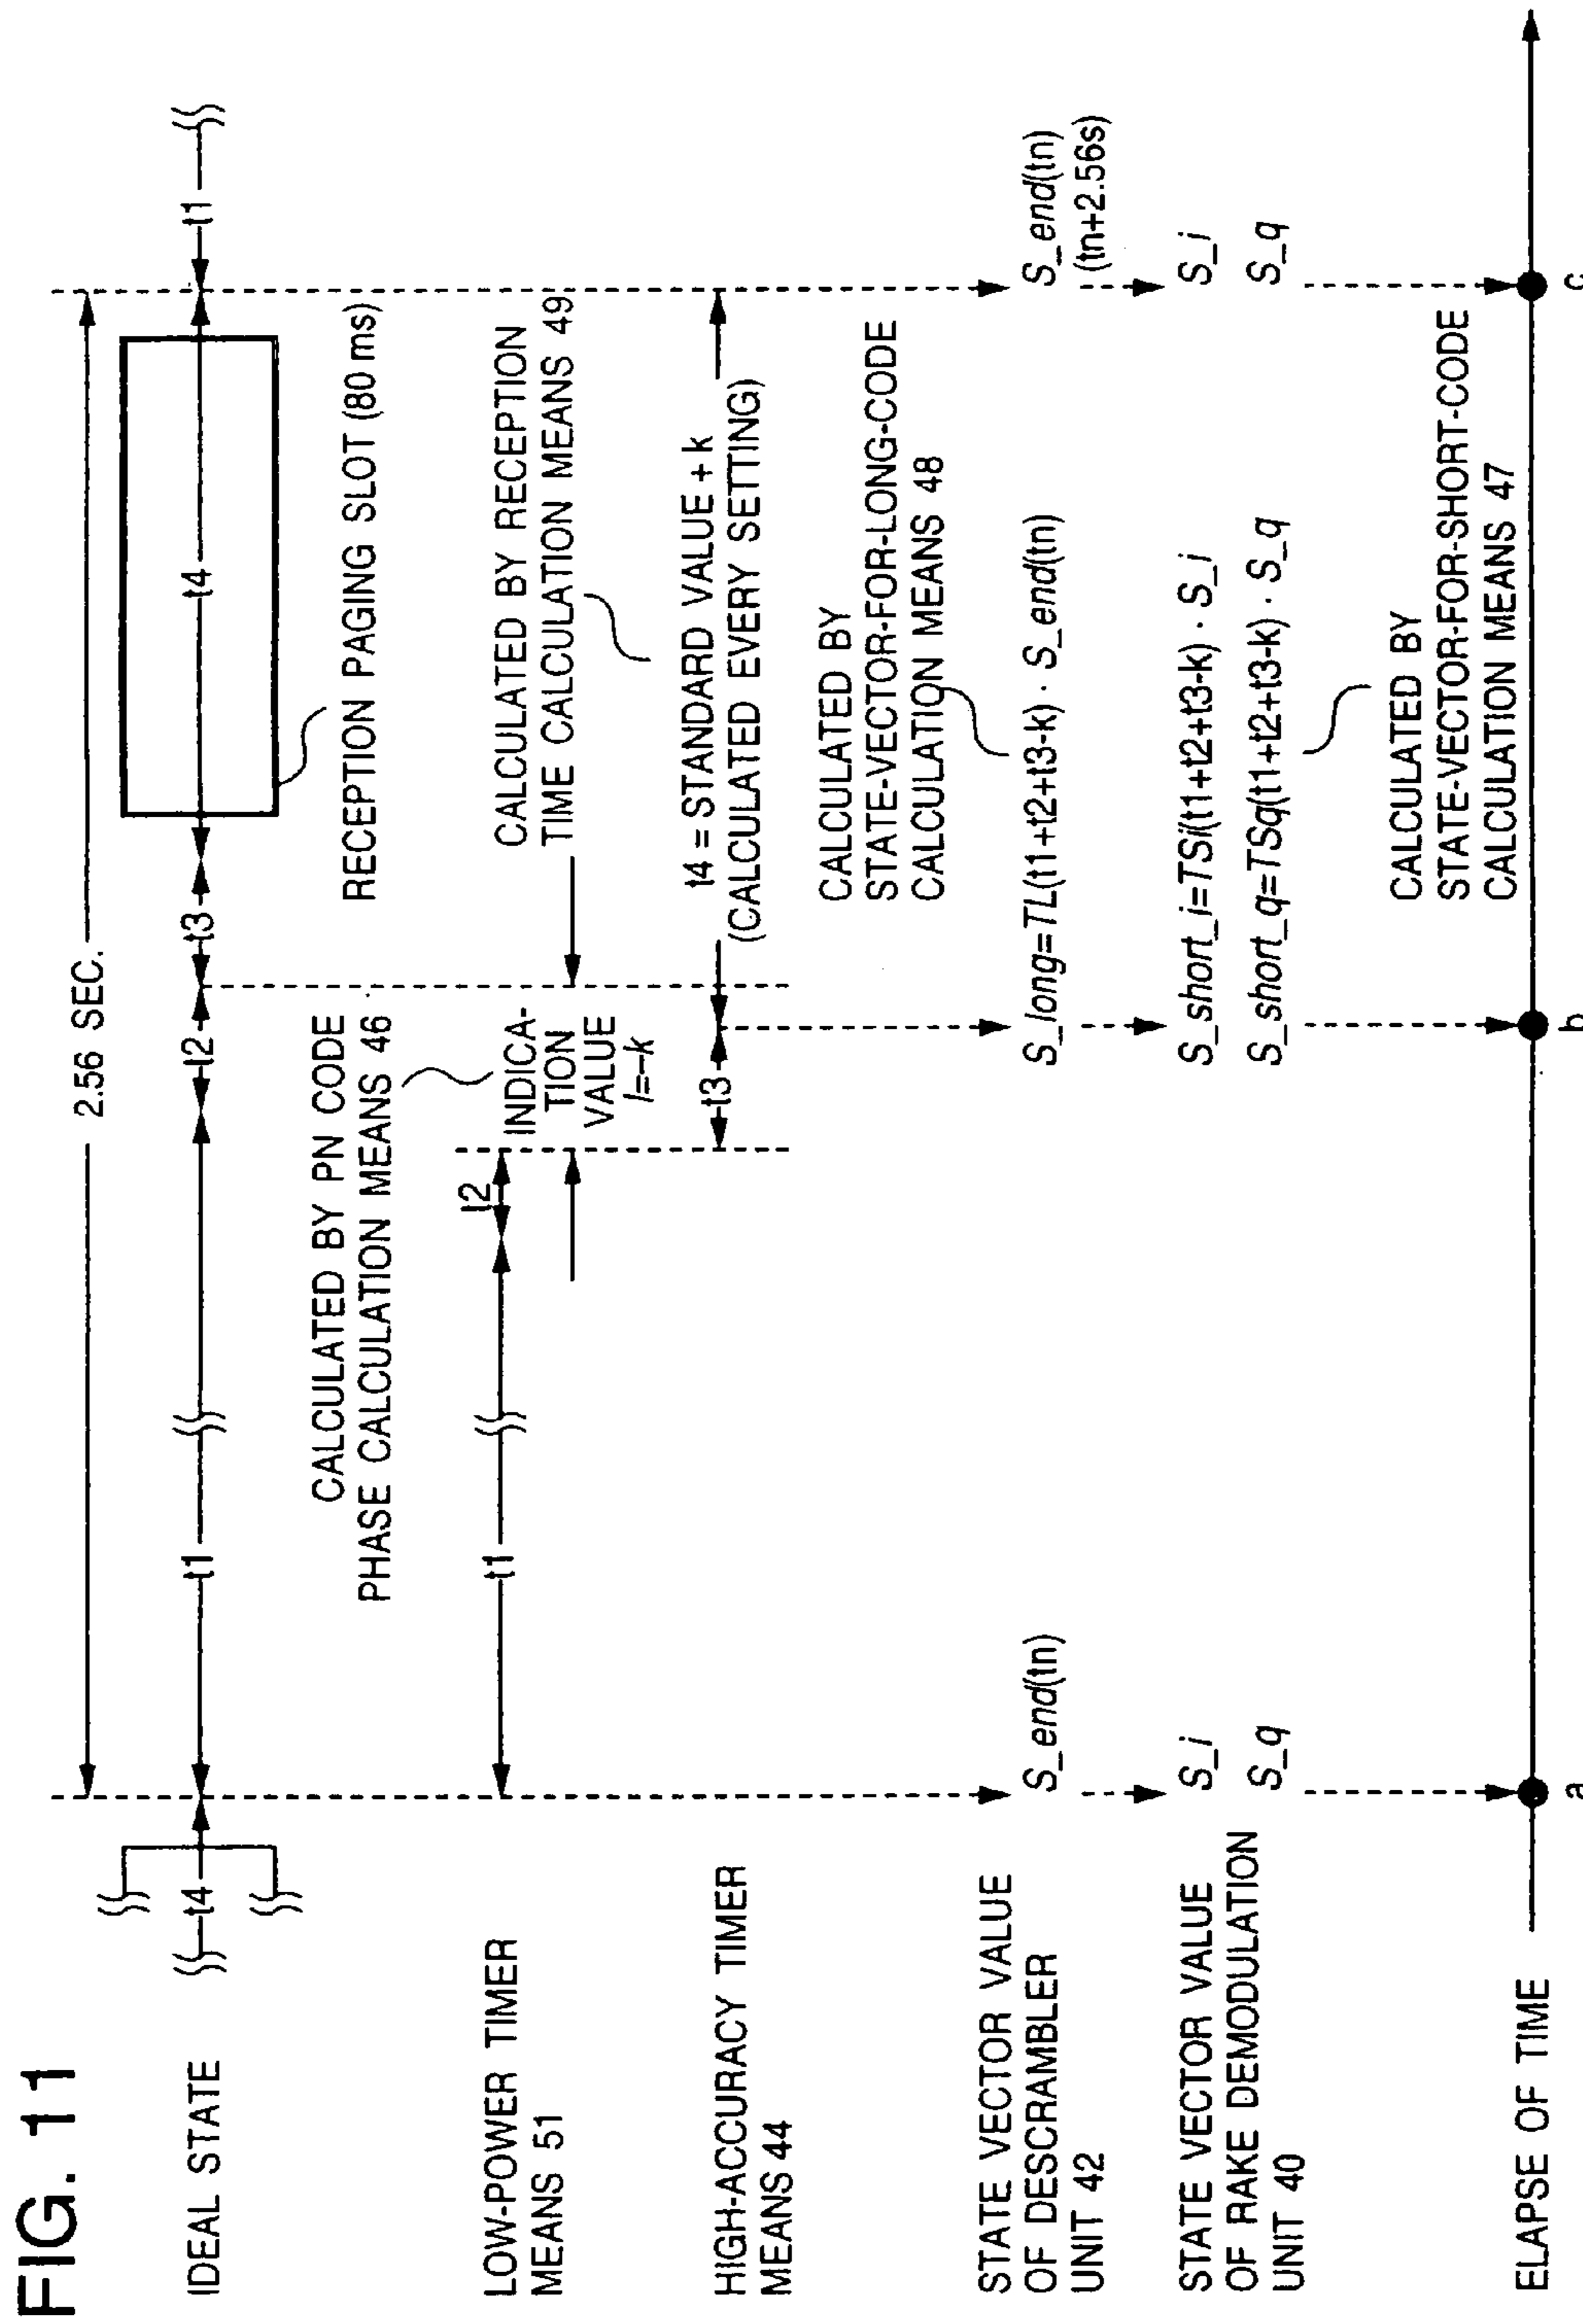 FIG. 11
2.56 SEC.
IDEAL STATE
t4
t1
t2
t3
t4
t1
RECEPTION PAGING SLOT (80 ms)
CALCULATED BY PN CODE
PHASE CALCULATION MEANS 46
LOW-POWER TIMER
MEANS 51
t1
t2
INDICA-
TION
VALUE
l=-k
CALCULATED BY RECEPTION
TIME CALCULATION MEANS 49
HIGH-ACCURACY TIMER
MEANS 44
t3
t4 = STANDARD VALUE + k
(CALCULATED EVERY SETTING)
CALCULATED BY
STATE-VECTOR-FOR-LONG-CODE
CALCULATION MEANS 48
STATE VECTOR VALUE
OF DESCRAMBLER
UNIT 42
S_end(tn)
S_long=TL(t1+t2+t3-k) · S_end(tn)
S_end(tn)
(tn+2.56s)
STATE VECTOR VALUE
OF RAKE DEMODULATION
UNIT 40
S_i
S_q
S_short_i=TSi(t1+t2+t3-k) · S_i
S_short_q=TSq(t1+t2+t3-k) · S_q
S_i
S_q
CALCULATED BY
STATE-VECTOR-FOR-SHORT-CODE
CALCULATION MEANS 47
ELAPSE OF TIME
a
b
c